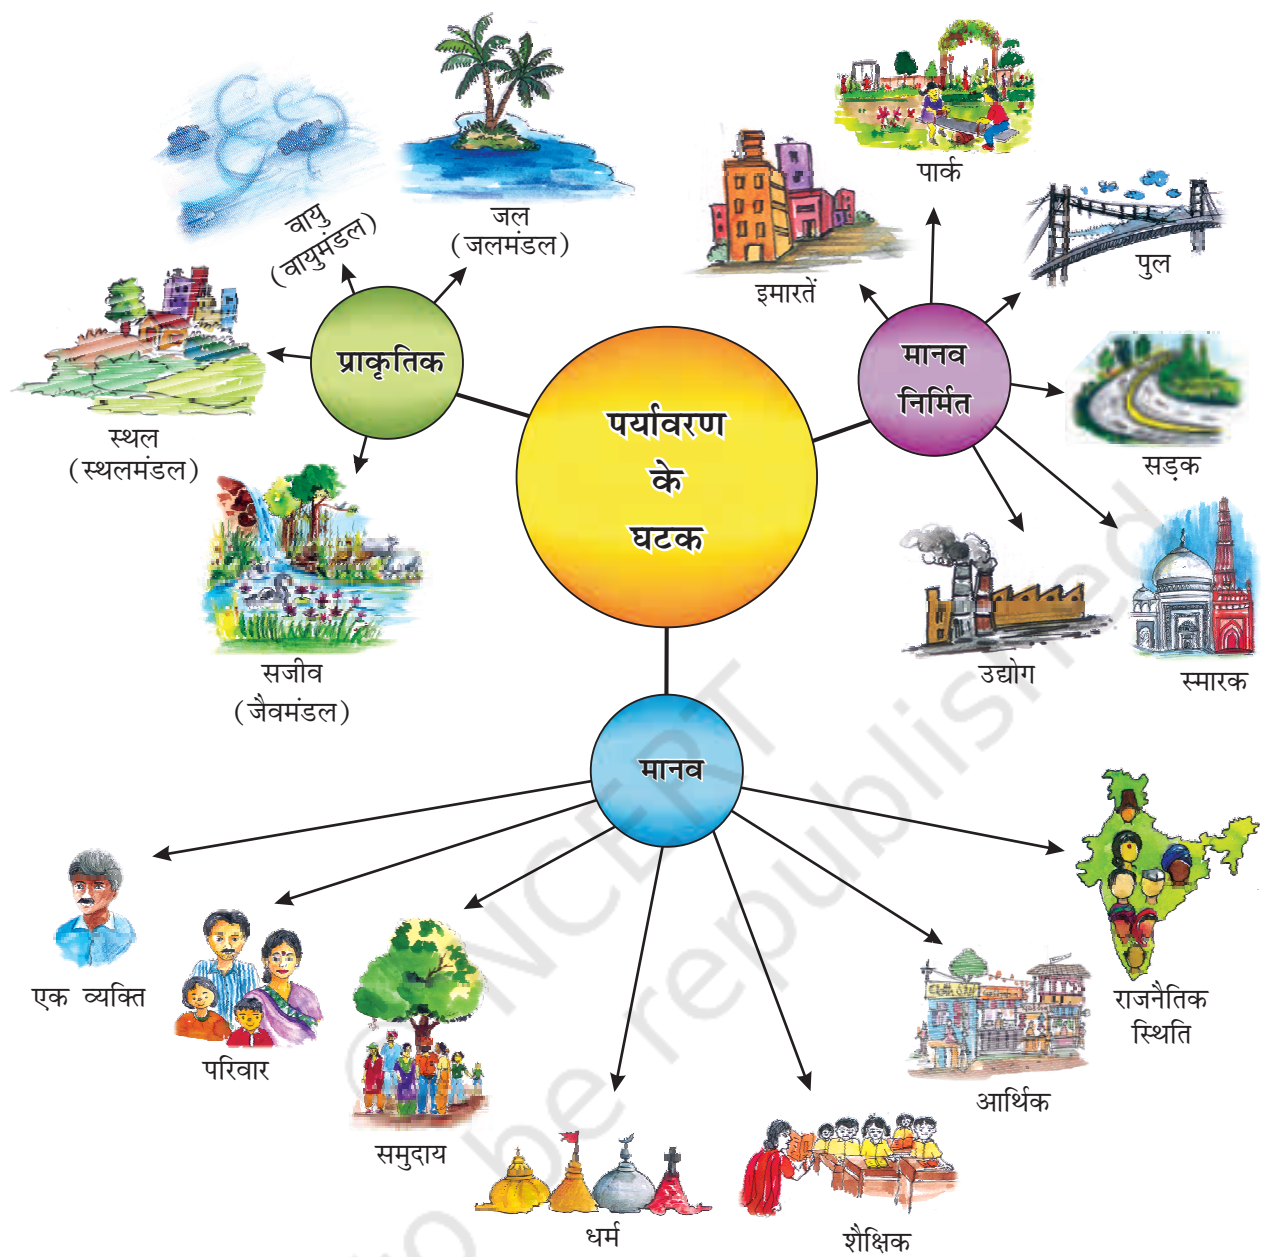 पर्यावरण
के
घटक
प्राकृतिक
वायु
(वायुमंडल)
जल
(जलमंडल)
स्थल
(स्थलमंडल)
सजीव
(जैवमंडल)
मानव
निर्मित
इमारतें
पार्क
पुल
सड़क
स्मारक
उद्योग
मानव
एक व्यक्ति
परिवार
समुदाय
धर्म
शैक्षिक
आर्थिक
राजनैतिक
स्थिति
© NCERT
to be republished